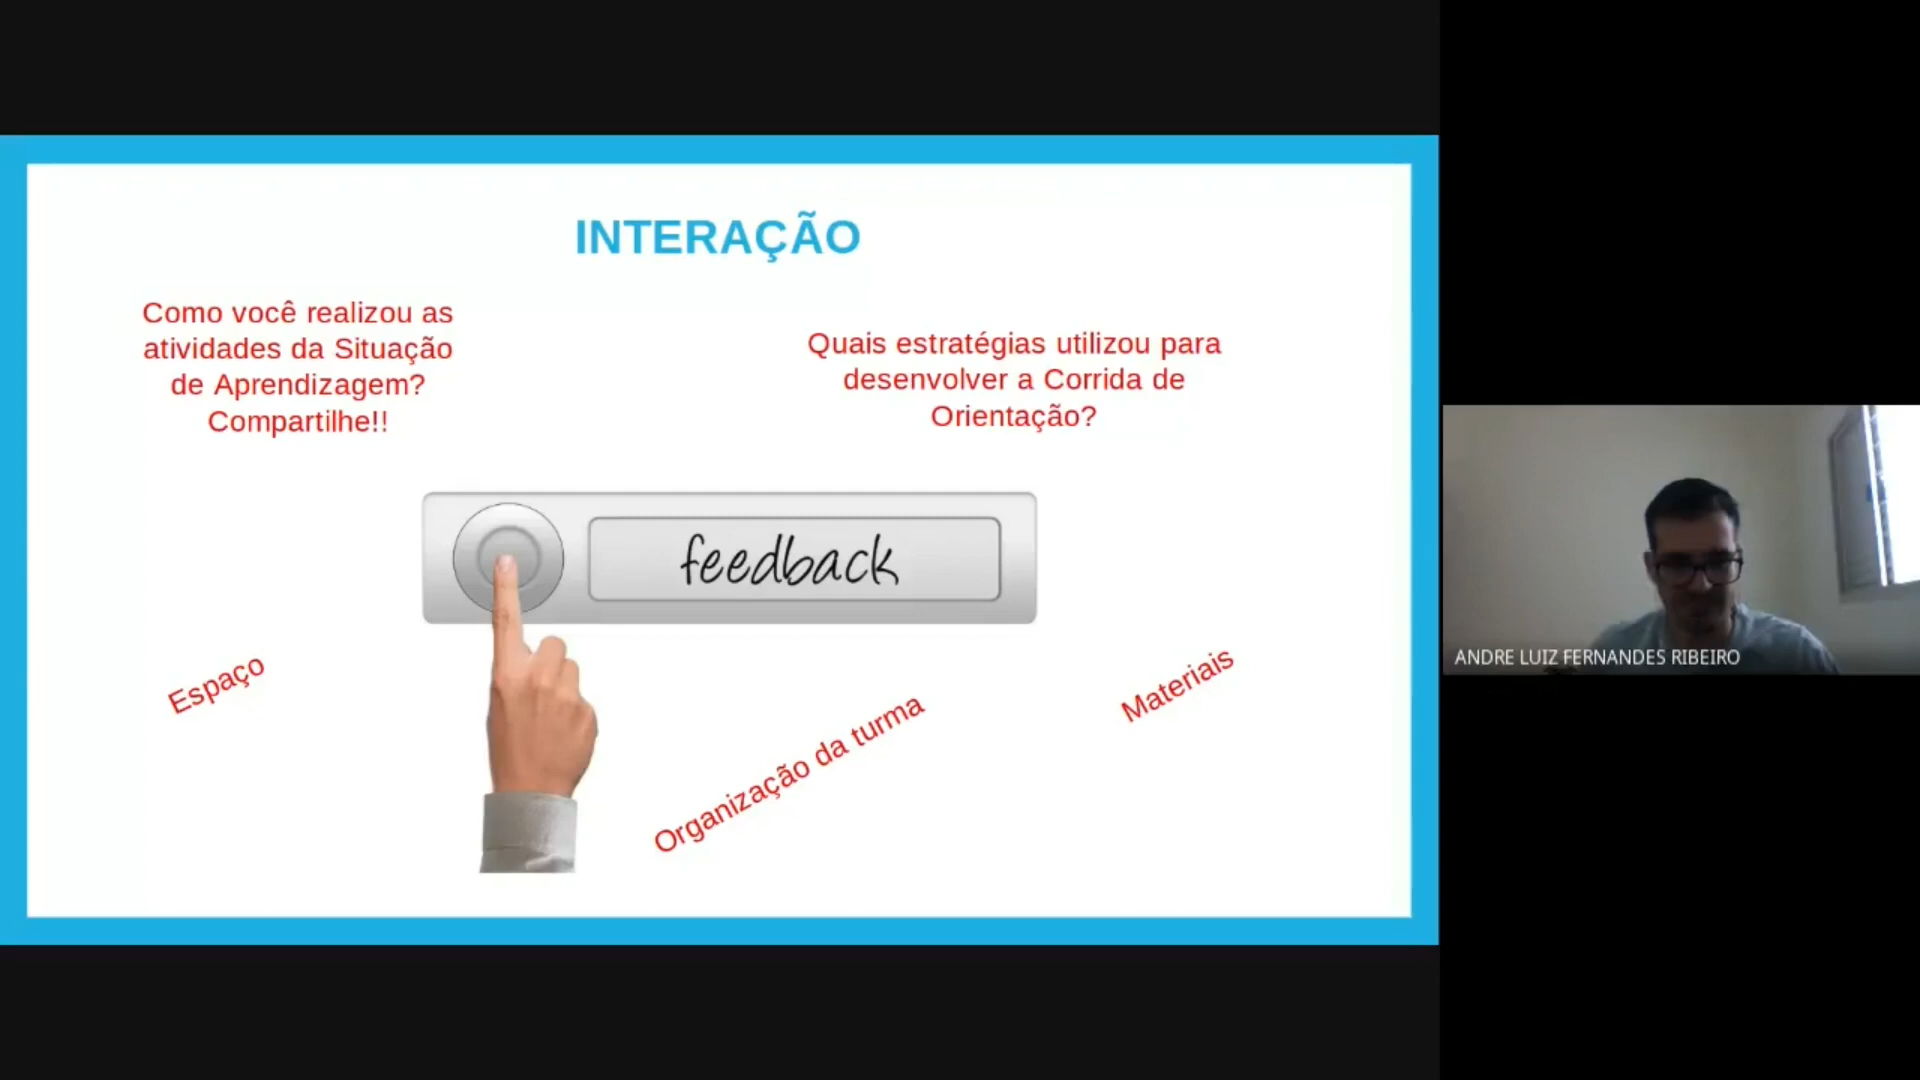 INTERAÇÃO
Como você realizou as
atividades da Situação
de Aprendizagem?
Compartilhe!!
Quais estratégias utilizou para
desenvolver a Corrida de
Orientação?
feedback
Espaço
Organização da turma
Materiais
ANDRE LUIZ FERNANDES RIBEIRO